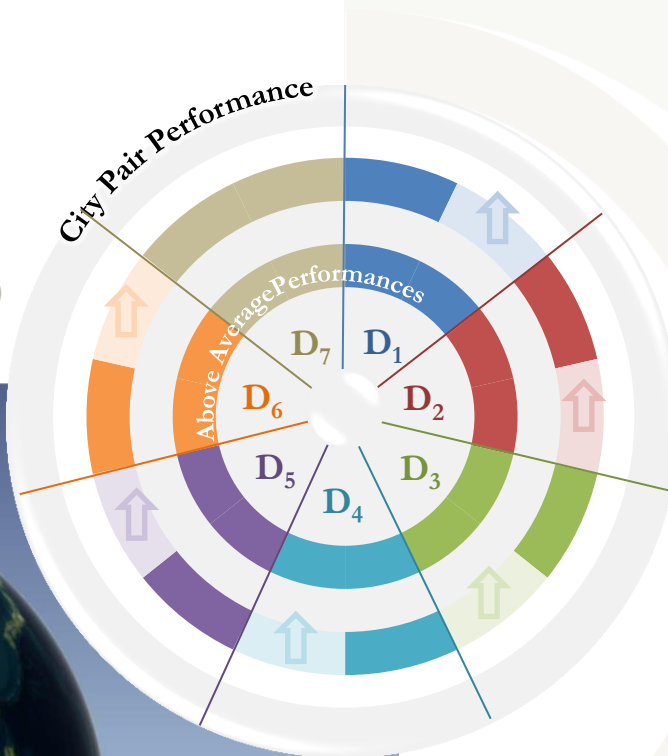 City Pair Performance
Above AveragePerformances
D1
D2
D3
D4
D5
D6
D7